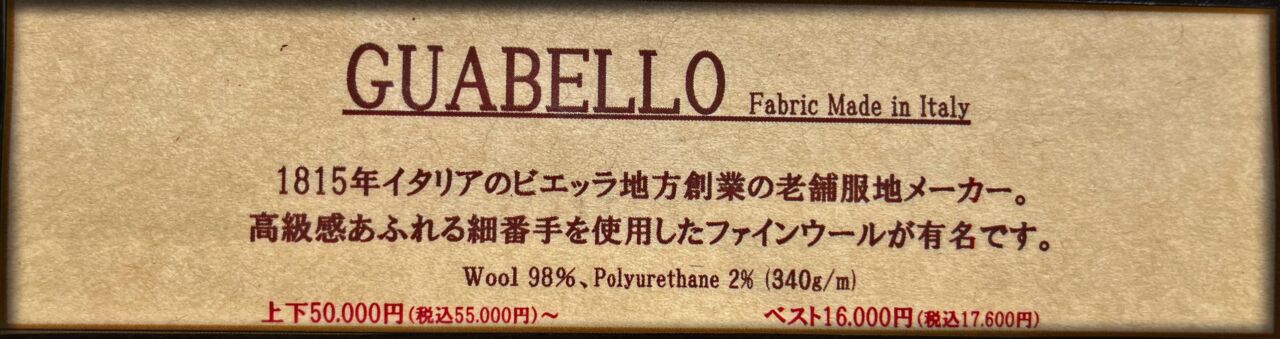 GUABELLO Fabric Made in Italy
1815年イタリアのビエッラ地方創業の老舗服地メーカー。
高級感あふれる細番手を使用したファインウールが有名です。
Wool 98%、Polyurethane 2% (340g/m)
上下50.000円(税込55.000円)～ ベスト16.000円(税込17.600円)